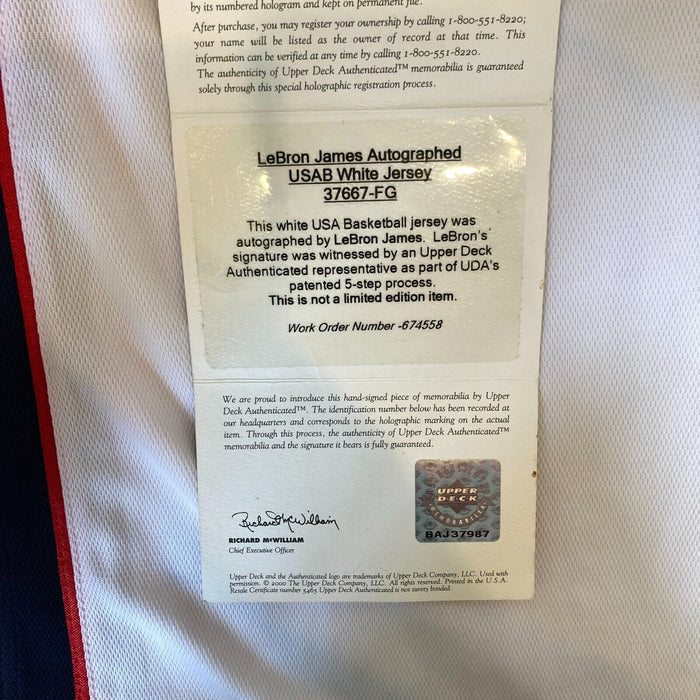 by its numbered hologram and kept on permanent file.
After purchase, you may register your ownership by calling 1-800-551-8220;
your name will be listed as the owner of record at that time. This
information can be verified at any time by calling 1-800-551-8220.
The authenticity of Upper Deck Authenticated™ memorabilia is guaranteed
solely through this special holographic registration process.
LeBron James Autographed
USAB White Jersey
37667-FG
This white USA Basketball jersey was
autographed by LeBron James. LeBron's
signature was witnessed by an Upper Deck
Authenticated representative as part of UDA's
patented 5-step process.
This is not a limited edition item.
Work Order Number -674558
We are proud to introduce this hand-signed piece of memorabilia by Upper
Deck Authenticated™. The identification number below has been recorded at
our headquarters and corresponds to the holographic marking on the actual
item. Through this process, the authenticity of Upper Deck Authenticated™
memorabilia and the signature it bears is fully guaranteed.
UPPER
DECK
MEMORABILIA
BAJ37987
Richard McWilliam
RICHARD McWILLIAM
Chief Executive Officer
Upper Deck and the Authenticated logo are trademarks of Upper Deck Company, LLC. Used with
permission. © 2000 The Upper Deck Company, LLC. All rights reserved. Printed in the U.S.A.
Resale Certificate number 5465 Upper Deck Authenticated is not surety bonded.